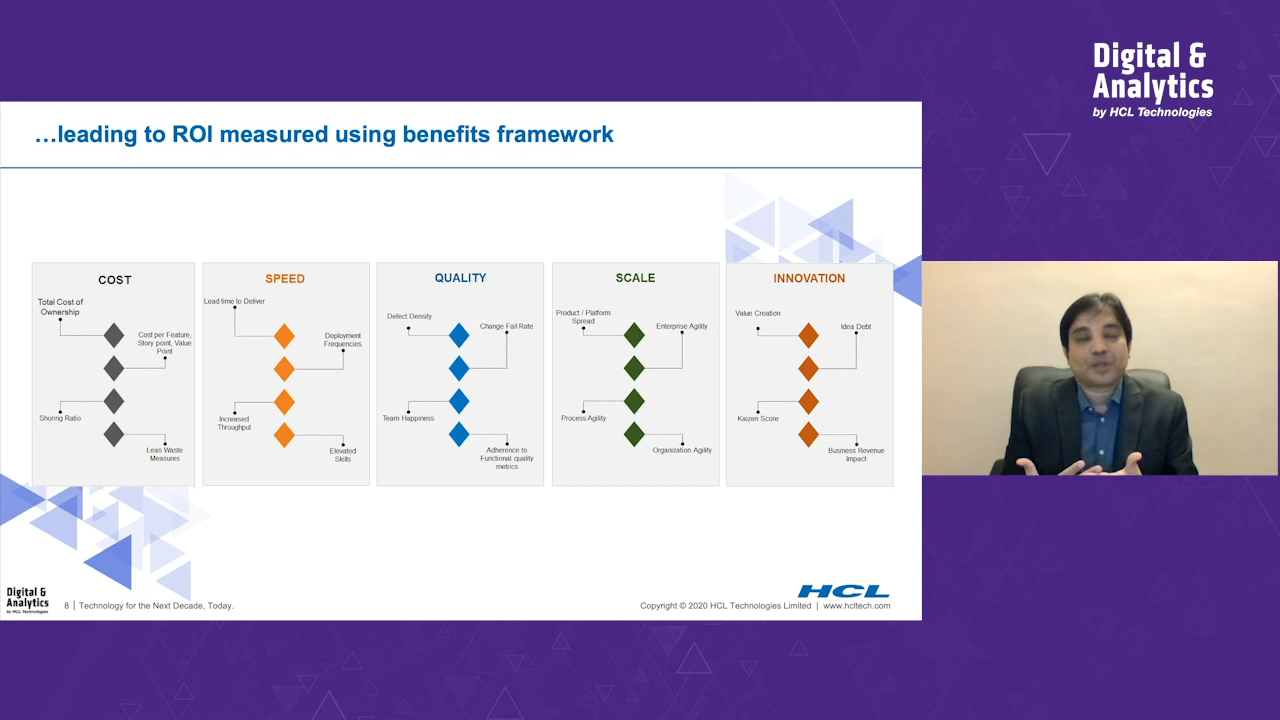 Digital &
Analytics
by HCL Technologies
…leading to ROI measured using benefits framework
COST
Total Cost of
Ownership
Cost per Feature,
Story point, Value
Point
Shoring Ratio
Lean Waste
Measures
SPEED
Lead time to Deliver
Deployment
Frequencies
Increased
Throughput
Elevated
Skills
QUALITY
Defect Density
Change Fail Rate
Team Happiness
Adherence to
Functional quality
metrics
SCALE
Product / Platform
Spread
Enterprise Agility
Process Agility
Organization Agility
INNOVATION
Value Creation
Idea Debt
Kaizen Score
Business Revenue
Impact
Digital &
Analytics
by HCL Technologies
8 | Technology for the Next Decade, Today.
HCL
Copyright © 2020 HCL Technologies Limited | www.hcltech.com